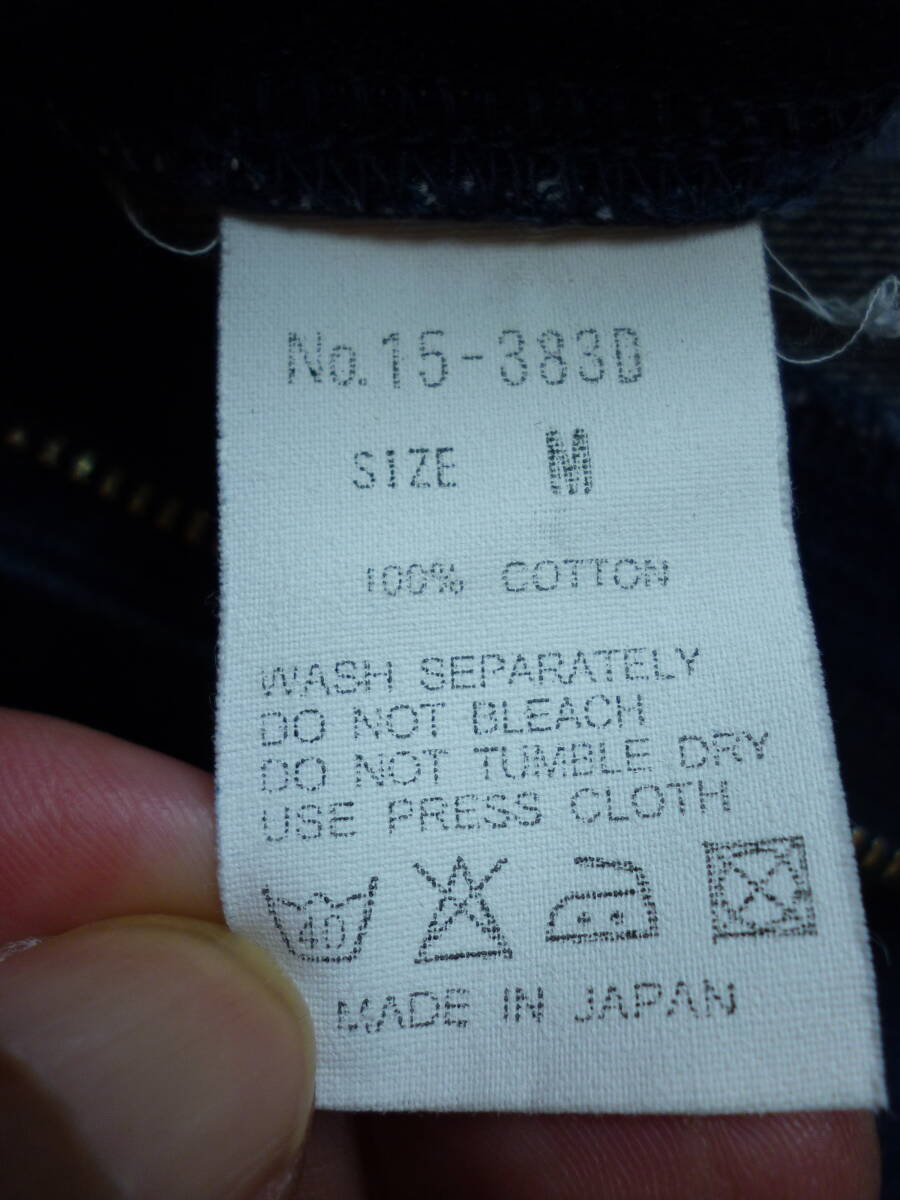 No.15-383D
SIZE M
100% COTTON
WASH SEPARATELY
DO NOT BLEACH
DO NOT TUMBLE DRY
USE PRESS CLOTH
40
MADE IN JAPAN